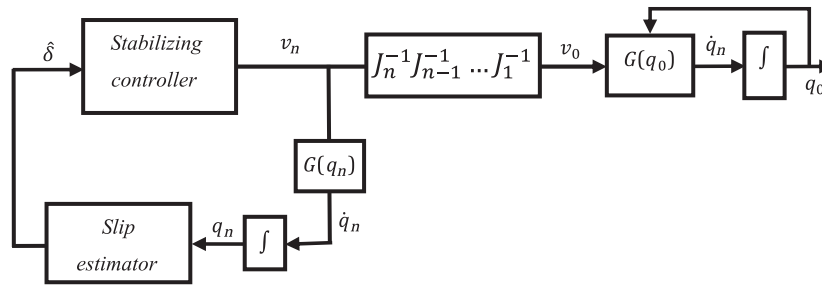 δ̂
Stabilizing
controller
v_n
J_n^{-1} J_{n-1}^{-1} … J_1^{-1}
v_0
G(q_0)
q̇_n
∫
q_0
G(q_n)
q̇_n
∫
q_n
Slip
estimator